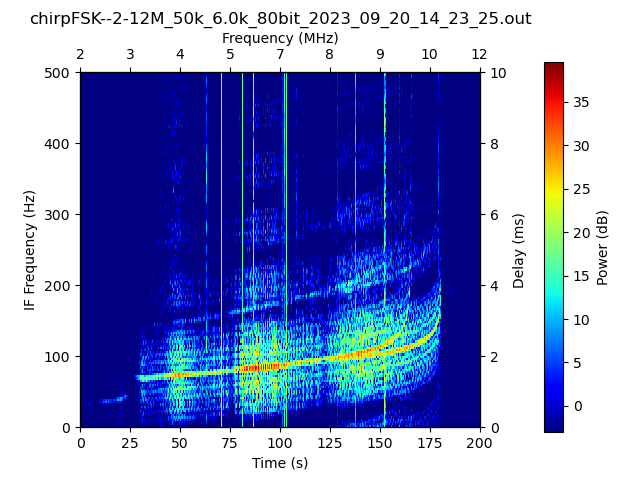 chirpFSK--2-12M_50k_6.0k_80bit_2023_09_20_14_23_25.out
Frequency (MHz)
2 3 4 5 6 7 8 9 10 12
500 400 300 200 100 0
IF Frequency (Hz)
0 25 50 75 100 125 150 175 200
Time (s)
10 8 6 4 2 0
Delay (ms)
35 30 25 20 15 10 5 0
Power (dB)